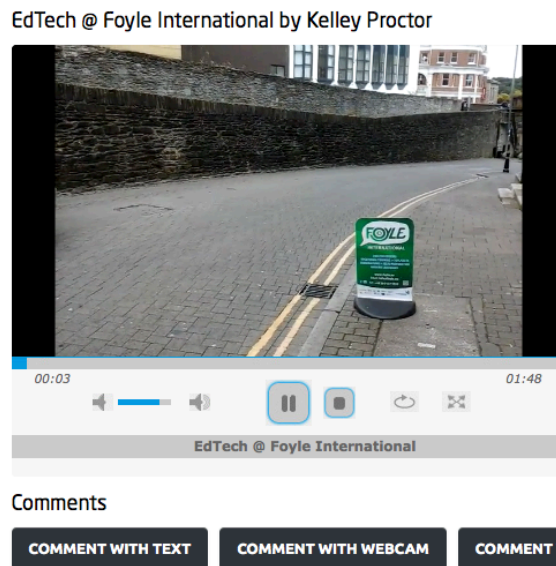 EdTech @ Foyle International by Kelley Proctor
FOYLE
INTERNATIONAL
00:03
01:48
EdTech @ Foyle International
Comments
COMMENT WITH TEXT
COMMENT WITH WEBCAM
COMMENT